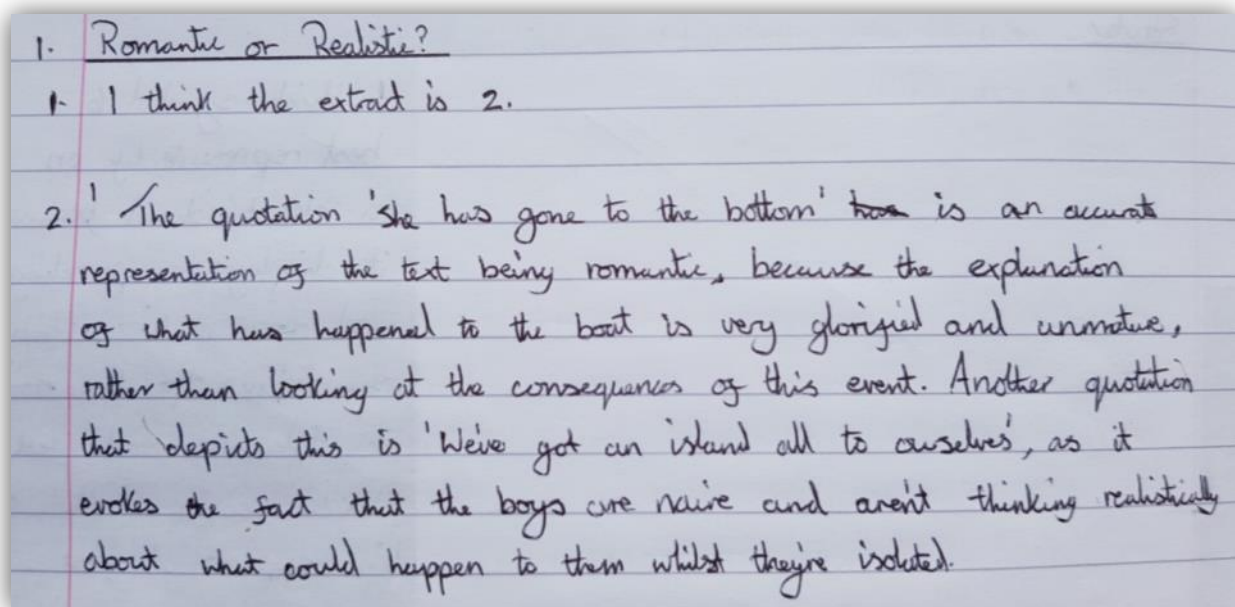 1. Romantic or Realistic?
1. I think the extract is 2.
2. The quotation 'she has gone to the bottom' is an accurate
representation of the text being romantic, because the explanation
of what has happened to the boat is very glorified and unmature,
rather than looking at the consequences of this event. Another quotation
that depicts this is 'We've got an island all to ourselves', as it
evokes the fact that the boys are naive and aren't thinking realistically
about what could happen to them whilst they're isolated.